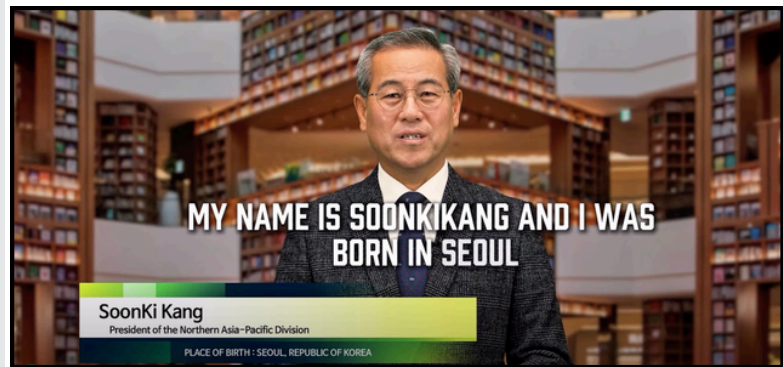 MY NAME IS SOONKIKANG AND I WAS
BORN IN SEOUL
SoonKi Kang
President of the Northern Asia-Pacific Division
PLACE OF BIRTH : SEOUL, REPUBLIC OF KOREA